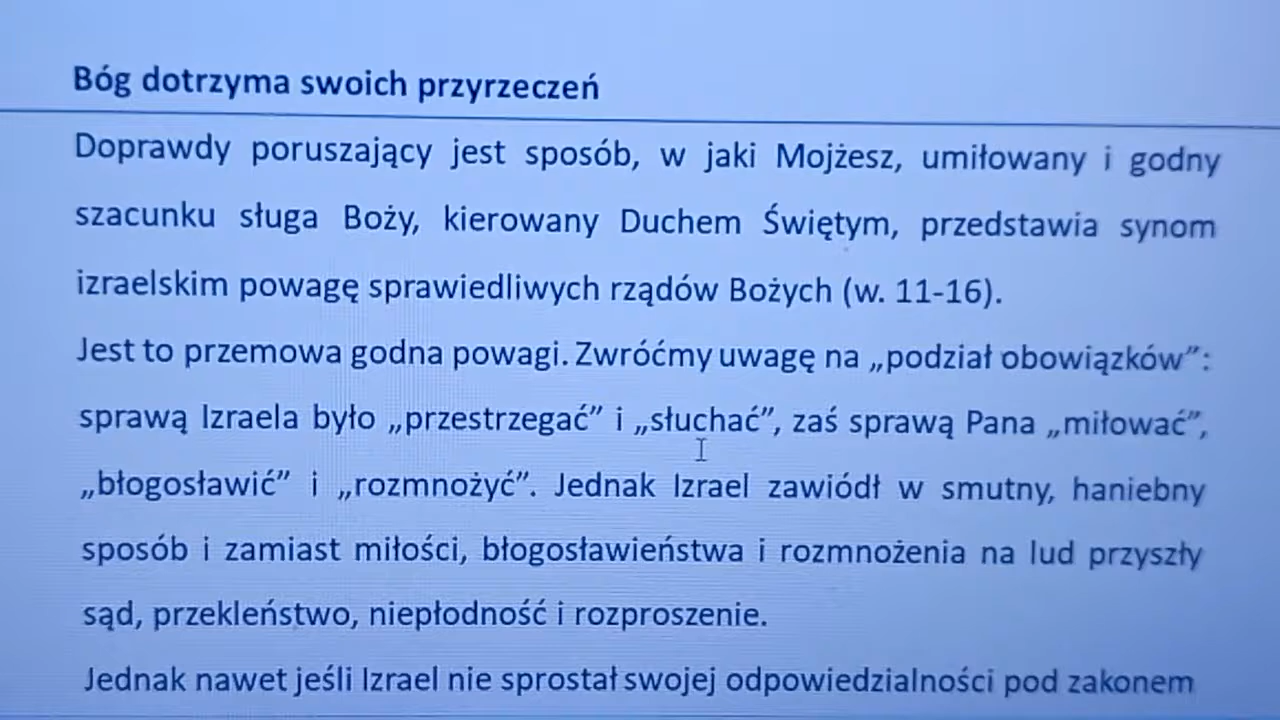 Bóg dotrzyma swoich przyrzeczeń
Doprawdy poruszający jest sposób, w jaki Mojżesz, umiłowany i godny
szacunku sługa Boży, kierowany Duchem Świętym, przedstawia synom
izraelskim powagę sprawiedliwych rządów Bożych (w. 11-16).
Jest to przemowa godna powagi. Zwróćmy uwagę na „podział obowiązków”:
sprawą Izraela było „przestrzegać” i „słuchać”, zaś sprawą Pana „miłować”,
„błogosławić” i „rozmnożyć”. Jednak Izrael zawiódł w smutny, haniebny
sposób i zamiast miłości, błogosławieństwa i rozmnożenia na lud przyszły
sąd, przekleństwo, niepłodność i rozproszenie.
Jednak nawet jeśli Izrael nie sprostał swojej odpowiedzialności pod zakonem